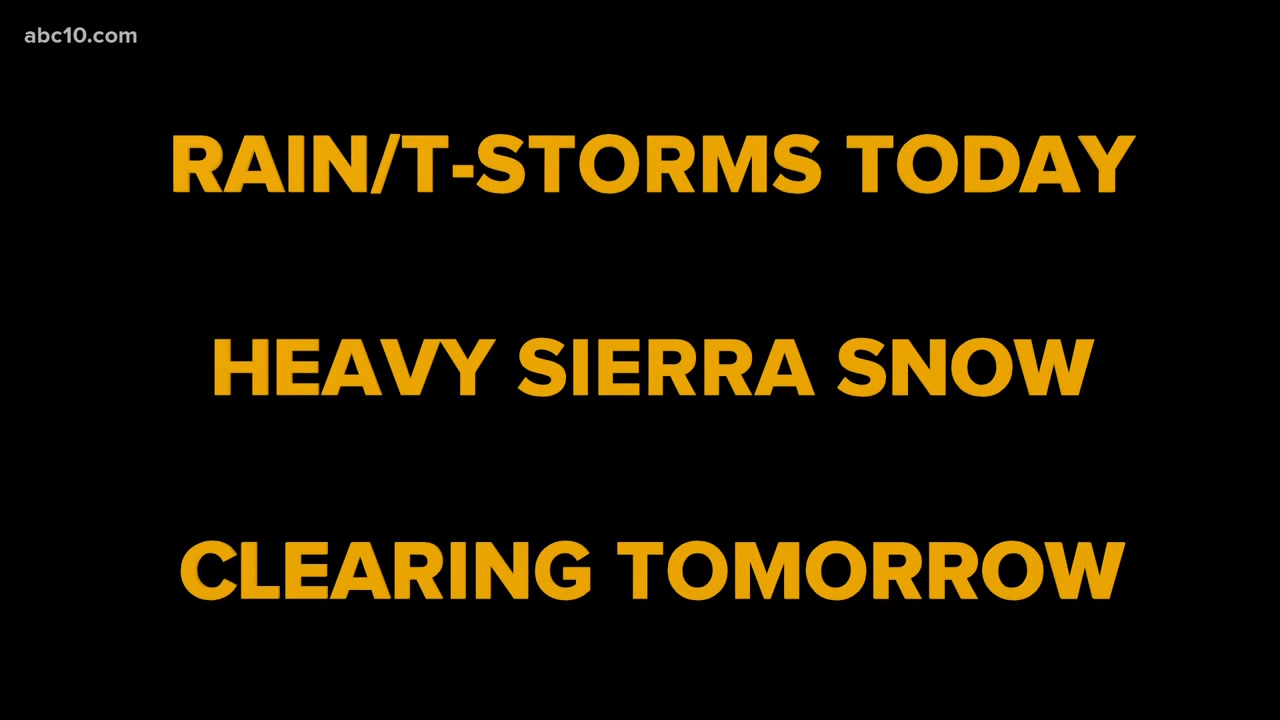 abc10.com
RAIN/T-STORMS TODAY
HEAVY SIERRA SNOW
CLEARING TOMORROW